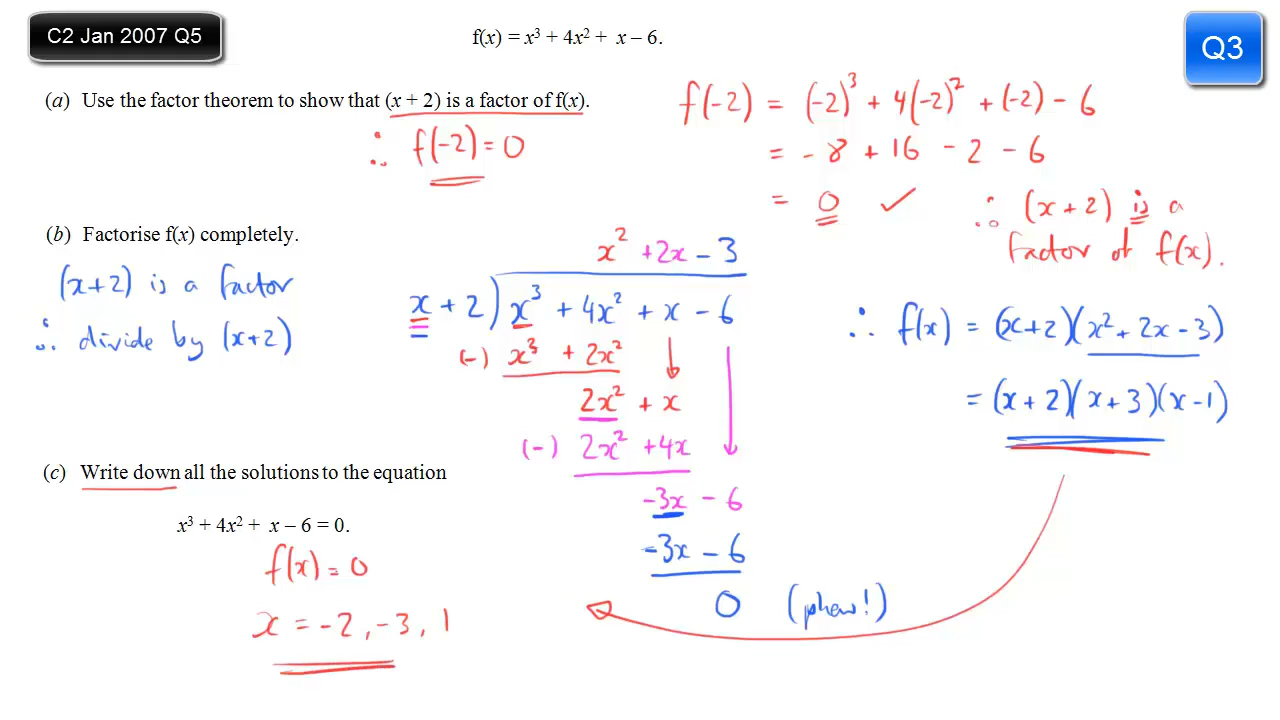 C2 Jan 2007 Q5
f(x) = x³ + 4x² + x – 6.
Q3
(a) Use the factor theorem to show that (x + 2) is a factor of f(x).
∴ f(-2) = 0
f(-2) = (-2)³ + 4(-2)² + (-2) - 6
= - 8 + 16 - 2 - 6
= 0 ✓
∴ (x + 2) is a
factor of f(x).
(b) Factorise f(x) completely.
(x+2) is a factor
∴ divide by (x+2)
x² +2x - 3
x + 2 ) x³ + 4x² + x - 6
(-) x³ + 2x²
2x² + x
(-) 2x² +4x
-3x - 6
-3x - 6
0 (phew!)
∴ f(x) = (x+2)(x² + 2x - 3)
= (x + 2)(x + 3)(x - 1)
(c) Write down all the solutions to the equation
x³ + 4x² + x – 6 = 0.
f(x) = 0
x = -2, -3, 1